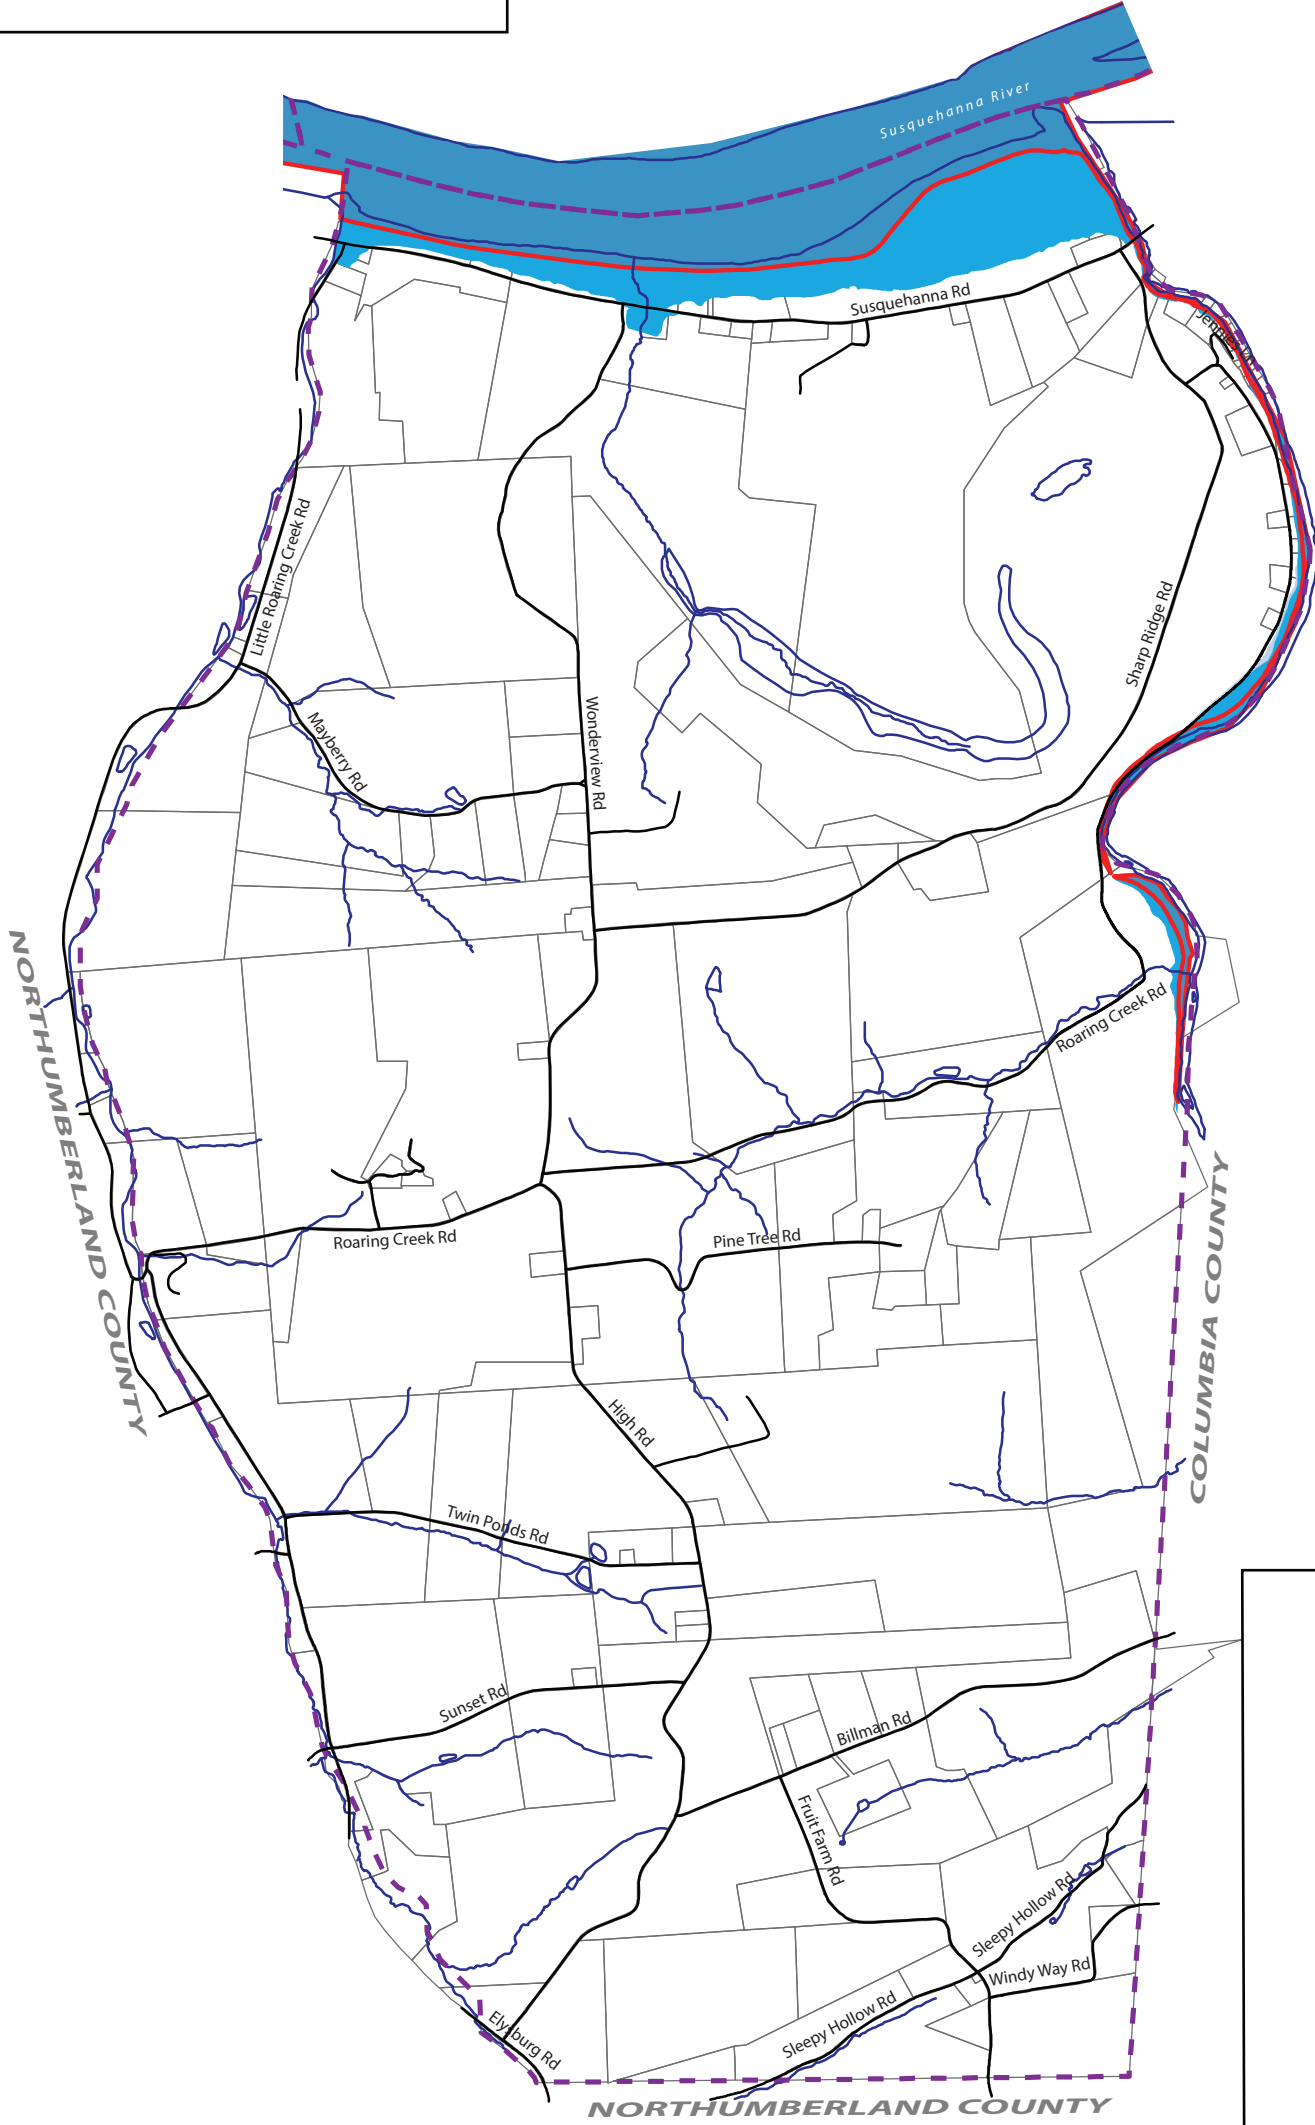 Susquehanna River
Susquehanna Rd
Jennies Ln
Little Roaring Creek Rd
Sharp Ridge Rd
Mayberry Rd
Wonderview Rd
NORTHUMBERLAND COUNTY
Roaring Creek Rd
COLUMBIA COUNTY
Roaring Creek Rd
Pine Tree Rd
High Rd
Twin Ponds Rd
Sunset Rd
Billman Rd
Fruit Farm Rd
Sleepy Hollow Rd
Windy Way Rd
Sleepy Hollow Rd
Elysburg Rd
NORTHUMBERLAND COUNTY